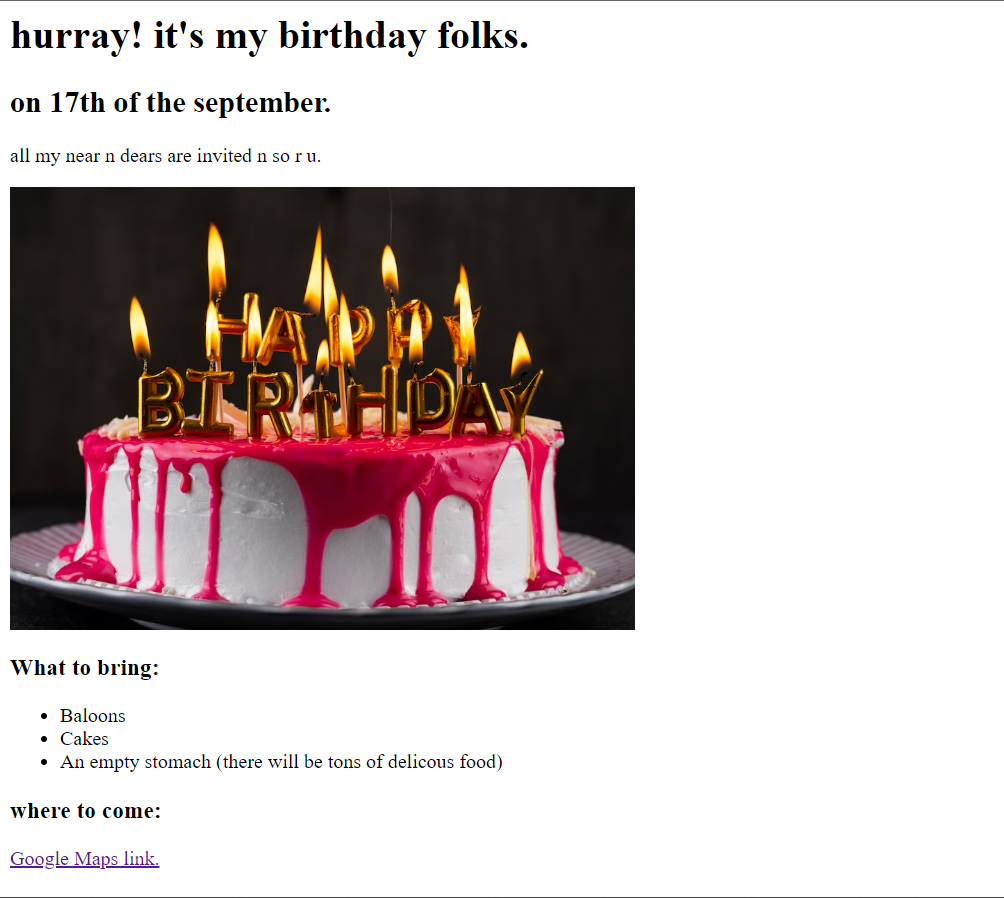 hurray! it's my birthday folks.
on 17th of the september.
all my near n dears are invited n so r u.
HAPPY
BIRTHDAY
What to bring:
Baloons
Cakes
An empty stomach (there will be tons of delicous food)
where to come:
Google Maps link.